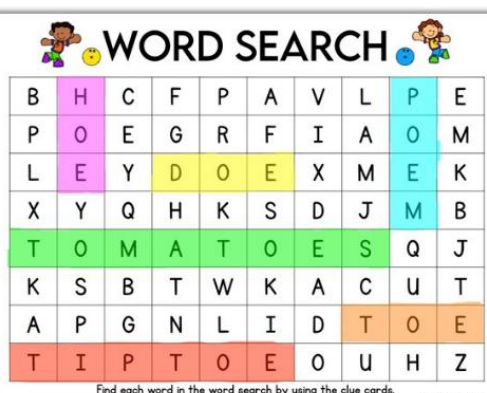 WORD SEARCH
B H C F P A V L P E
P O E G R F I A O M
L E Y D O E X M E K
X Y Q H K S D J M B
T O M A T O E S Q J
K S B T W K A C U T
A P G N L I D T O E
T I P T O E O U H Z
Find each word in the word search by using the clue cards.